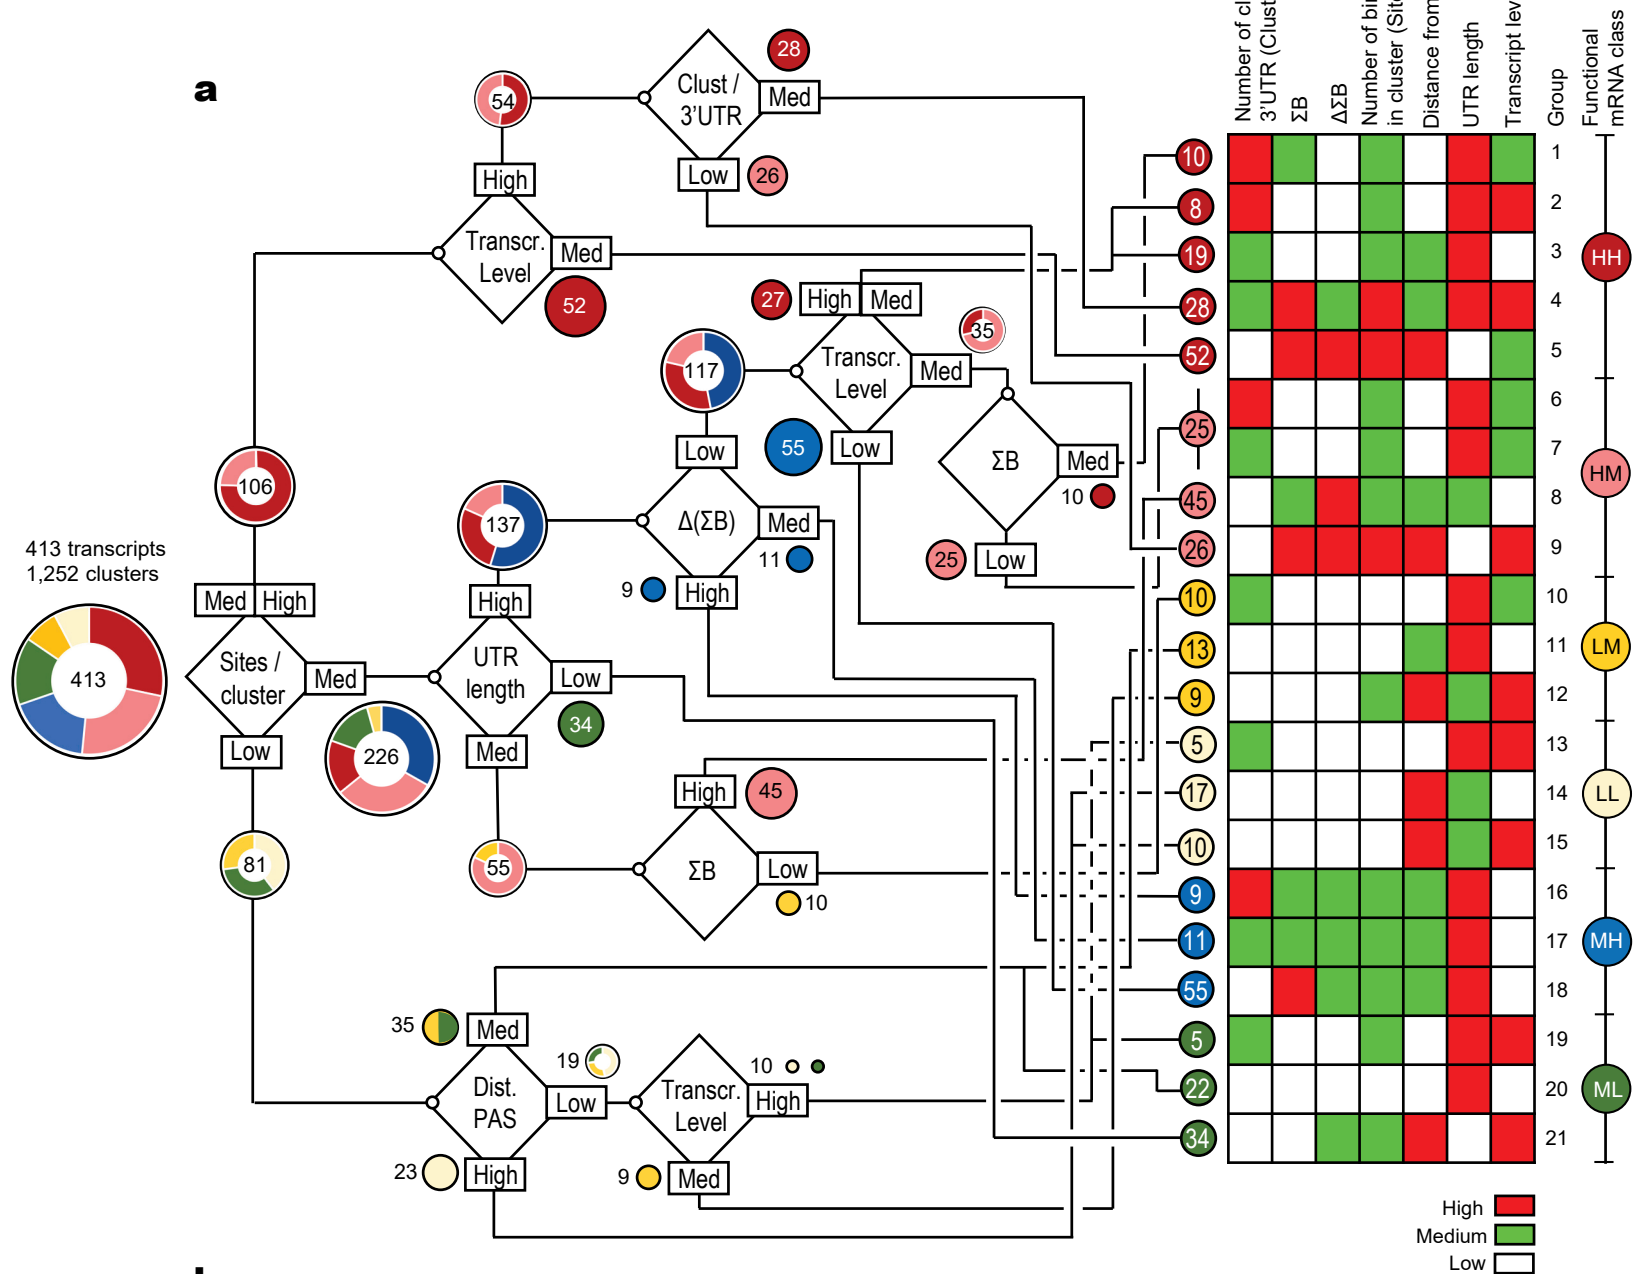 a
413 transcripts
1,252 clusters
413
Sites /
cluster
Med High
Med
Low
106
226
81
Transcr.
Level
High
Med
52
54
Clust /
3'UTR
Med
28
Low
26
UTR
length
High
Low
34
Med
137
Δ(ΣB)
Low
Med
11
High
9
117
Transcr.
Level
High Med
27
Med
35
Low
55
ΣB
Med
10
Low
25
55
ΣB
High
45
Low
10
Dist.
PAS
Med
35
Low
19
High
23
Transcr.
Level
High
10
Med
9
Number of
3'UTR (Clust
ΣB
ΔΣB
Number of
in cluster
Distance from
UTR length
Transcript
Group
Functional
mRNA class
10 1
8 2
19 3
28 4
52 5
HH
6
25 7
45 8
26 9
HM
10 10
13 11
9 12
LM
5 13
17 14
10 15
LL
9 16
11 17
55 18
MH
5 19
22 20
34 21
ML
High
Medium
Low